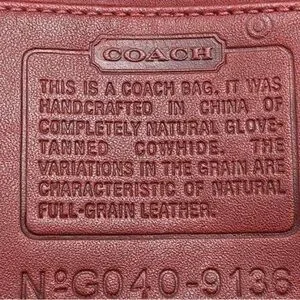 COACH
THIS IS A COACH BAG. IT WAS
HANDCRAFTED IN CHINA OF
COMPLETELY NATURAL GLOVE-
TANNED COWHIDE. THE
VARIATIONS IN THE GRAIN ARE
CHARACTERISTIC OF NATURAL
FULL-GRAIN LEATHER.
NºG040-9136